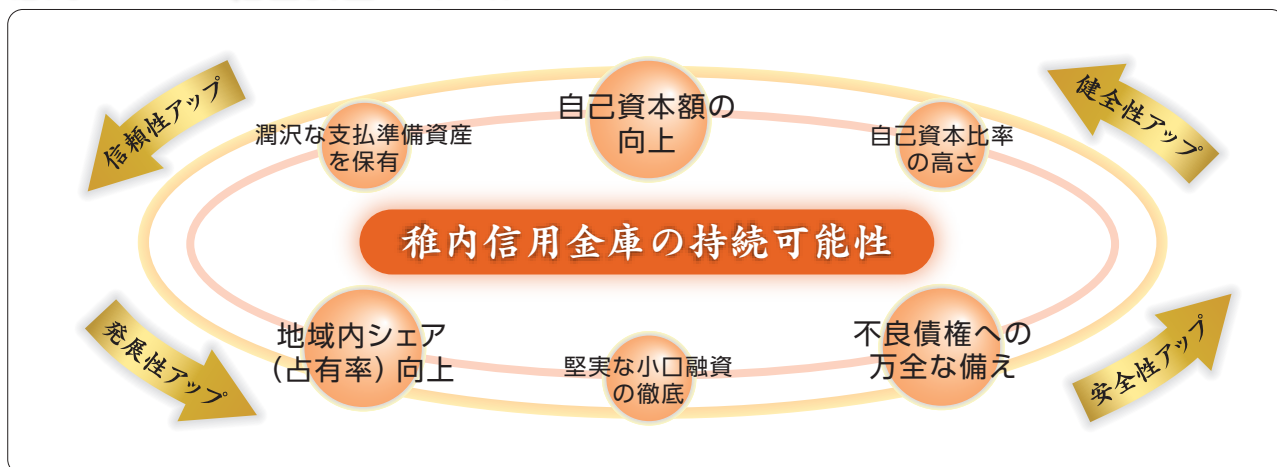 信頼性アップ
潤沢な支払準備資産
を保有
自己資本額の
向上
自己資本比率
の高さ
健全性アップ
稚内信用金庫の持続可能性
発展性アップ
地域内シェア
(占有率) 向上
堅実な小口融資
の徹底
不良債権への
万全な備え
安全性アップ